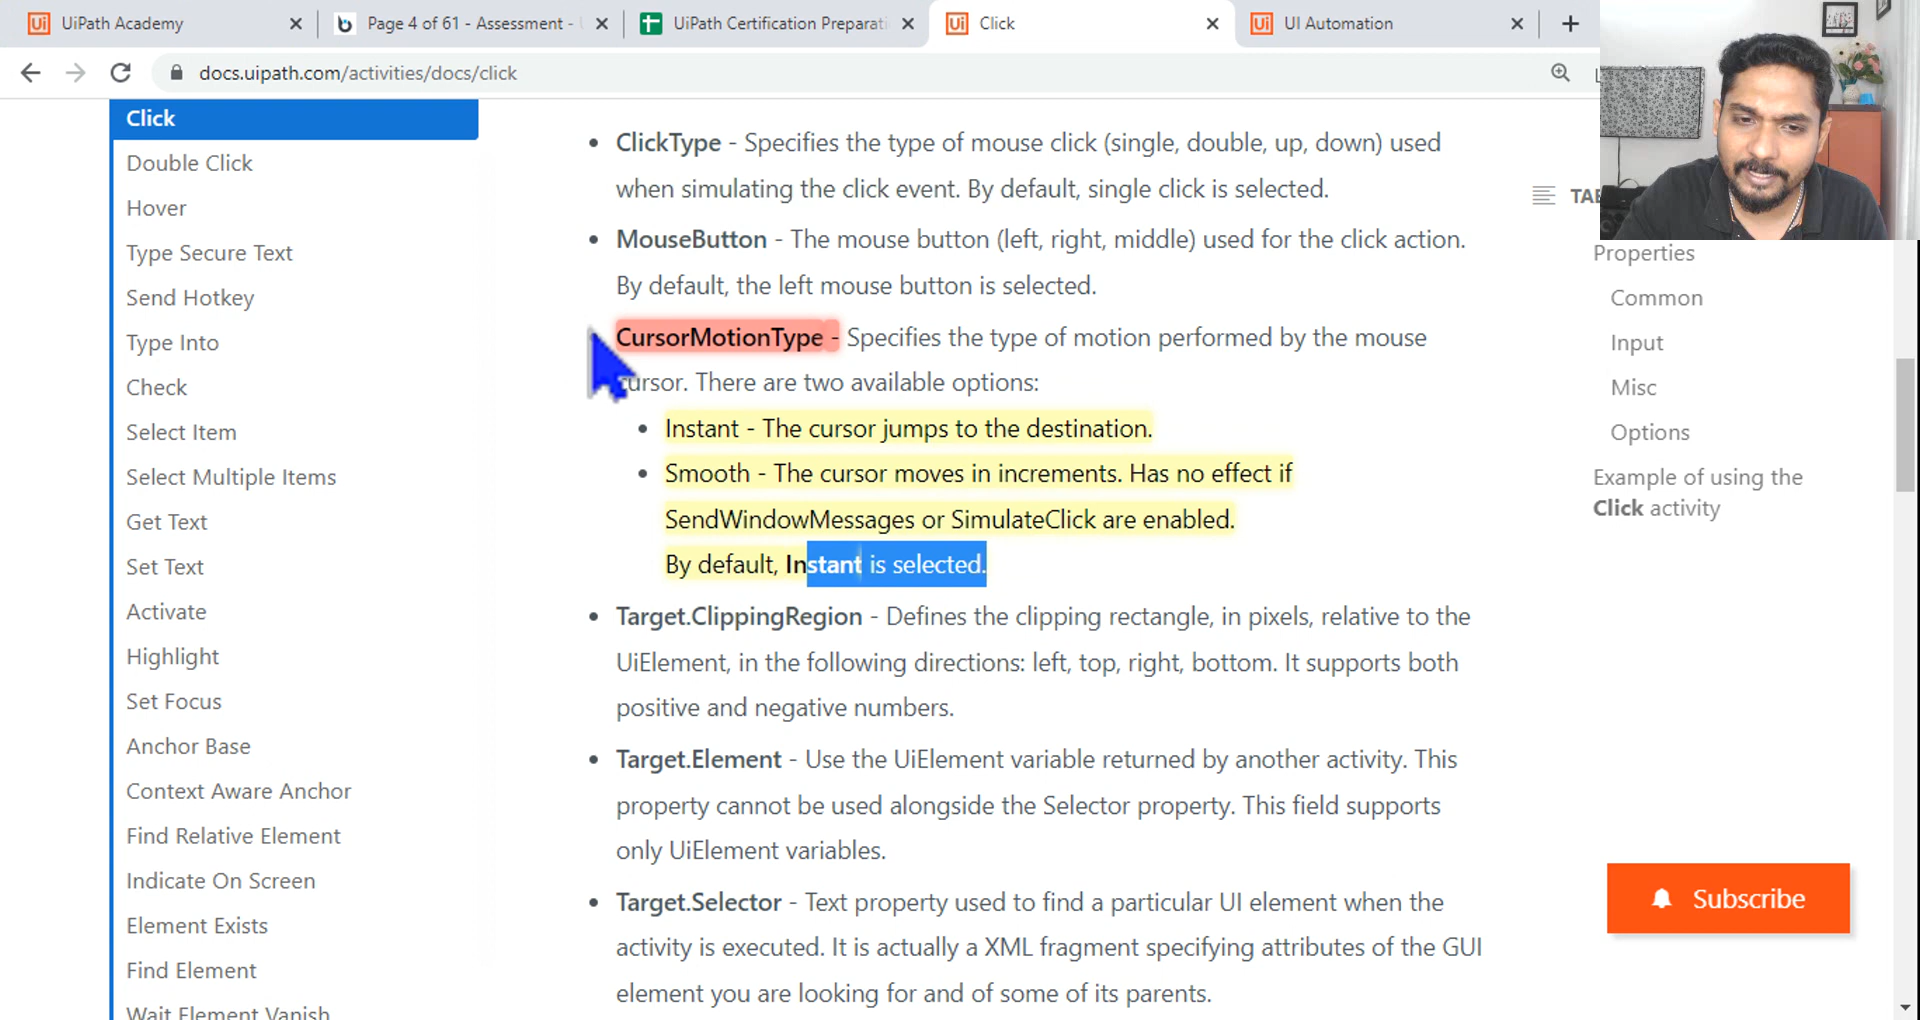 UiPath Academy
Page 4 of 61 - Assessment -
UiPath Certification Preparati
Click
UI Automation
docs.uipath.com/activities/docs/click
Click
Double Click
Hover
Type Secure Text
Send Hotkey
Type Into
Check
Select Item
Select Multiple Items
Get Text
Set Text
Activate
Highlight
Set Focus
Anchor Base
Context Aware Anchor
Find Relative Element
Indicate On Screen
Element Exists
Find Element
Wait Element Vanish
ClickType - Specifies the type of mouse click (single, double, up, down) used
when simulating the click event. By default, single click is selected.
MouseButton - The mouse button (left, right, middle) used for the click action.
By default, the left mouse button is selected.
CursorMotionType - Specifies the type of motion performed by the mouse
cursor. There are two available options:
Instant - The cursor jumps to the destination.
Smooth - The cursor moves in increments. Has no effect if
SendWindowMessages or SimulateClick are enabled.
By default, Instant is selected.
Target.ClippingRegion - Defines the clipping rectangle, in pixels, relative to the
UiElement, in the following directions: left, top, right, bottom. It supports both
positive and negative numbers.
Target.Element - Use the UiElement variable returned by another activity. This
property cannot be used alongside the Selector property. This field supports
only UiElement variables.
Target.Selector - Text property used to find a particular UI element when the
activity is executed. It is actually a XML fragment specifying attributes of the GUI
element you are looking for and of some of its parents.
TAB
Properties
Common
Input
Misc
Options
Example of using the
Click activity
Subscribe